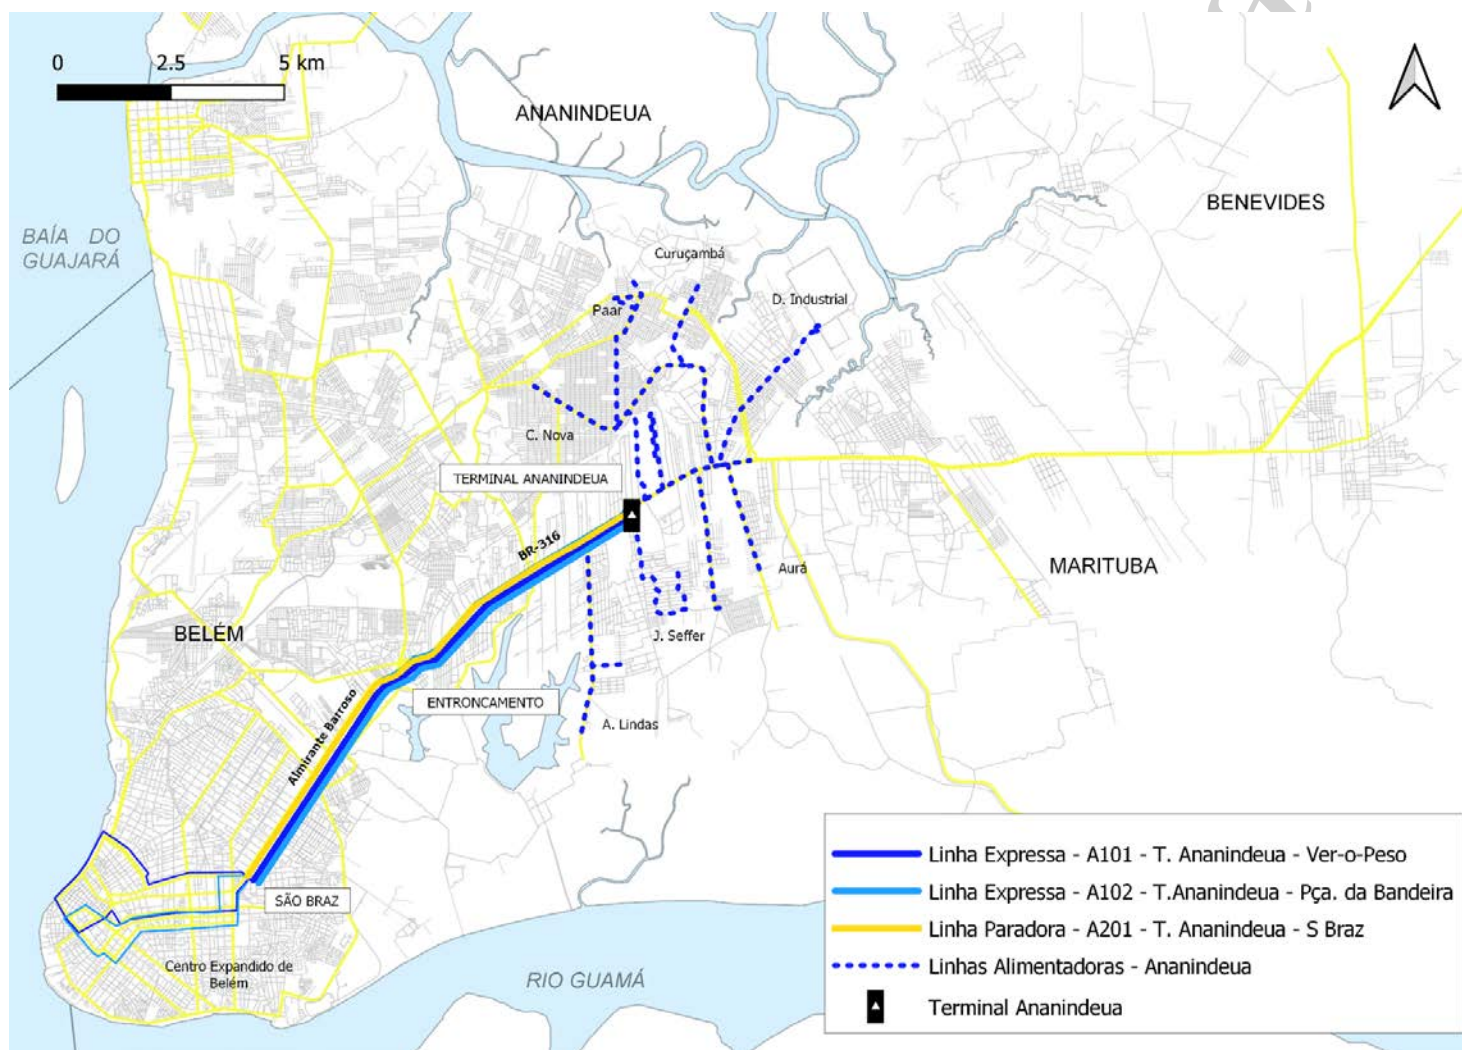 0 2.5 5 km
ANANINDEUA
BENEVIDES
BAÍA DO
GUAJARÁ
Curuçambá
D. Industrial
Paar
C. Nova
TERMINAL ANANINDEUA
BR-316
Aurá
MARITUBA
BELÉM
J. Seffer
ENTRONCAMENTO
A. Lindas
Almirante Barroso
SÃO BRAZ
Centro Expandido de
Belém
RIO GUAMÁ
Linha Expressa - A101 - T. Ananindeua - Ver-o-Peso
Linha Expressa - A102 - T.Ananindeua - Pça. da Bandeira
Linha Paradora - A201 - T. Ananindeua - S Braz
Linhas Alimentadoras - Ananindeua
Terminal Ananindeua